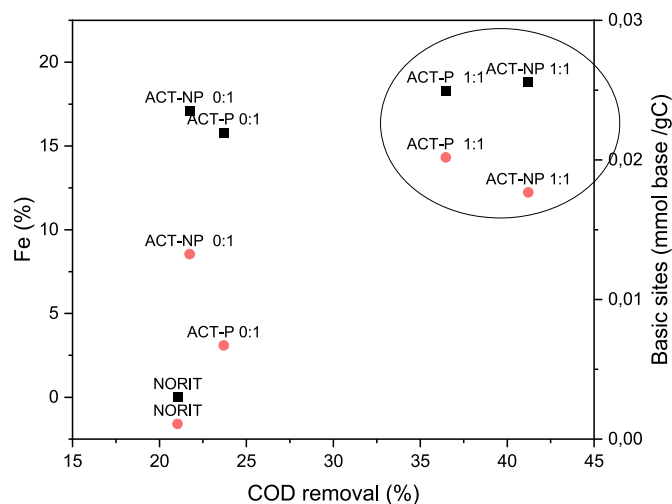 0,03
20
ACT-P 1:1
ACT-NP 1:1
ACT-NP 0:1
ACT-P 0:1
15
ACT-P 1:1
0,02
ACT-NP 1:1
Fe (%)
Basic sites (mmol base /gC)
10
ACT-NP 0:1
0,01
5
ACT-P 0:1
NORIT
0
NORIT
0,00
15
20
25
30
35
40
45
COD removal (%)